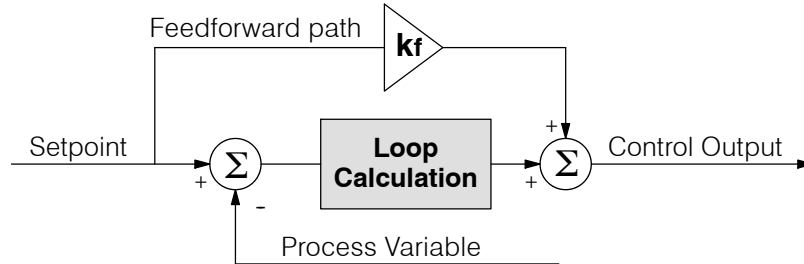 Feedforward path
kf
+
Setpoint
+
Σ
-
Loop
Calculation
+
Σ
Control Output
Process Variable